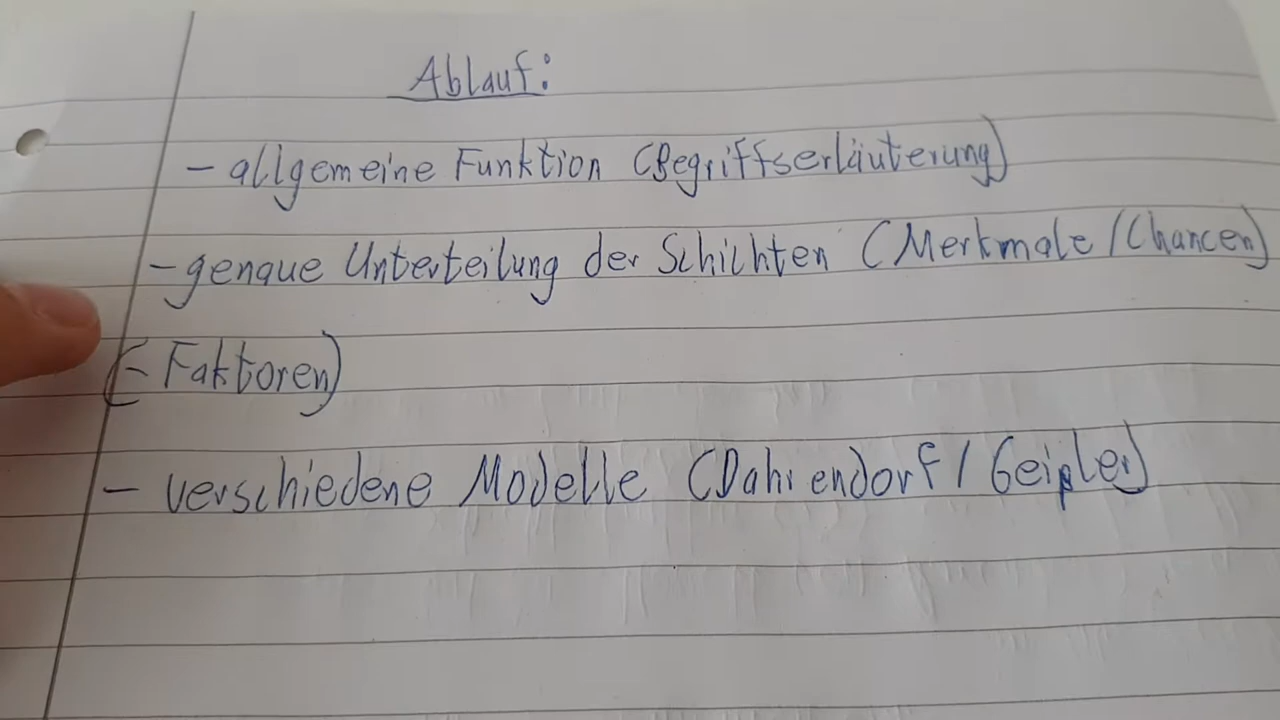 Ablauf:
- allgemeine Funktion (Begriffserläuterung)
- genaue Unterteilung der Schichten (Merkmale / Chancen)
(- Faktoren)
- verschiedene Modelle (Dahrendorf / Geißler)